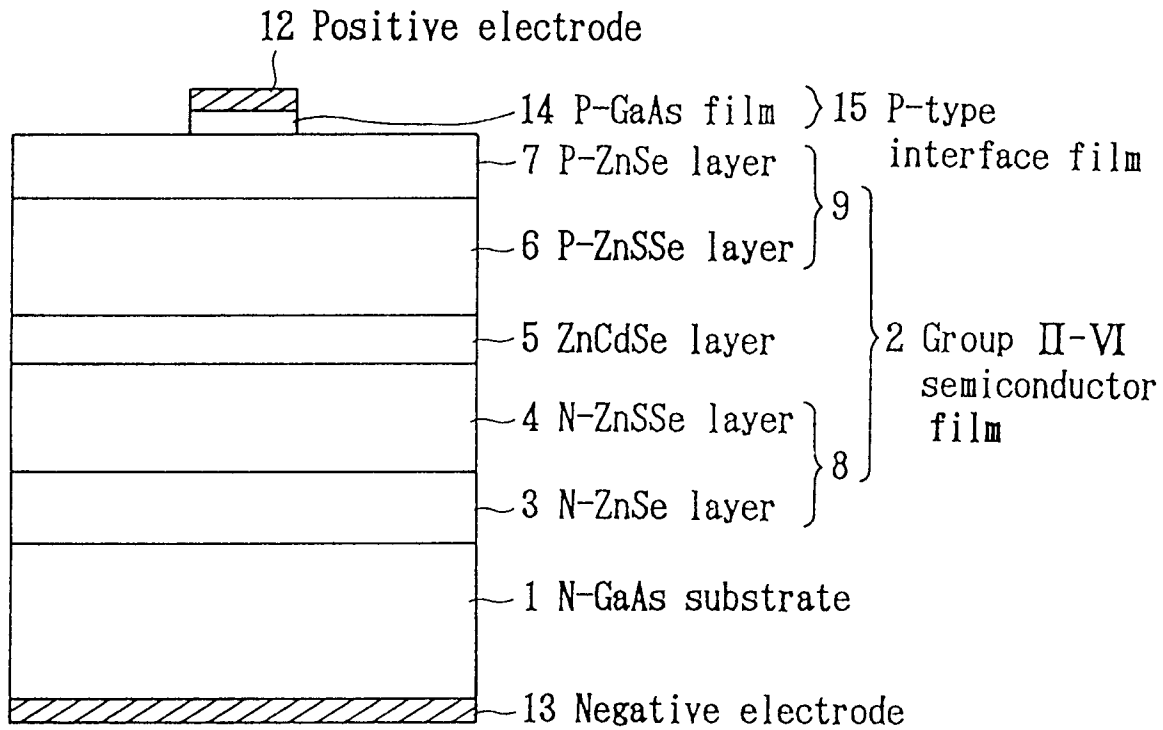 12 Positive electrode
14 P-GaAs film } 15 P-type
interface film
7 P-ZnSe layer
9
6 P-ZnSSe layer
5 ZnCdSe layer
2 Group II-VI
semiconductor
film
4 N-ZnSSe layer
8
3 N-ZnSe layer
1 N-GaAs substrate
13 Negative electrode